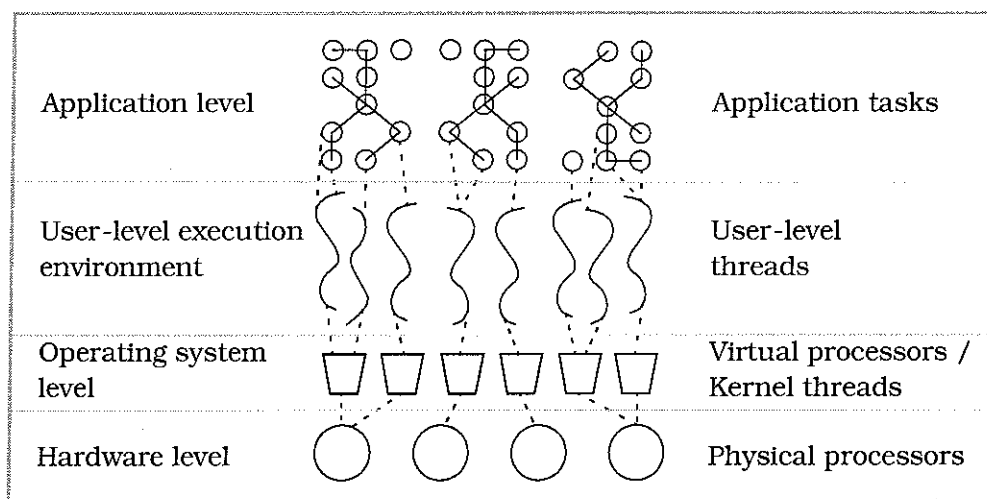 Application level
Application tasks
User-level execution
environment
User-level
threads
Operating system
level
Virtual processors /
Kernel threads
Hardware level
Physical processors